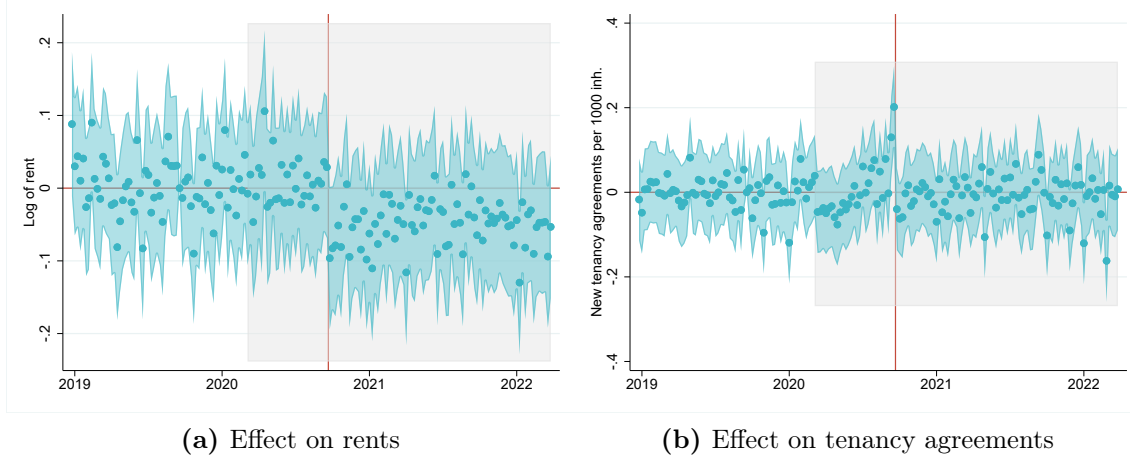 Log of rent
.2
.1
0
-.1
-.2
2019 2020 2021 2022
New tenancy agreements per 1000 inh.
.4
.2
0
-.2
-.4
2019 2020 2021 2022
(a) Effect on rents
(b) Effect on tenancy agreements